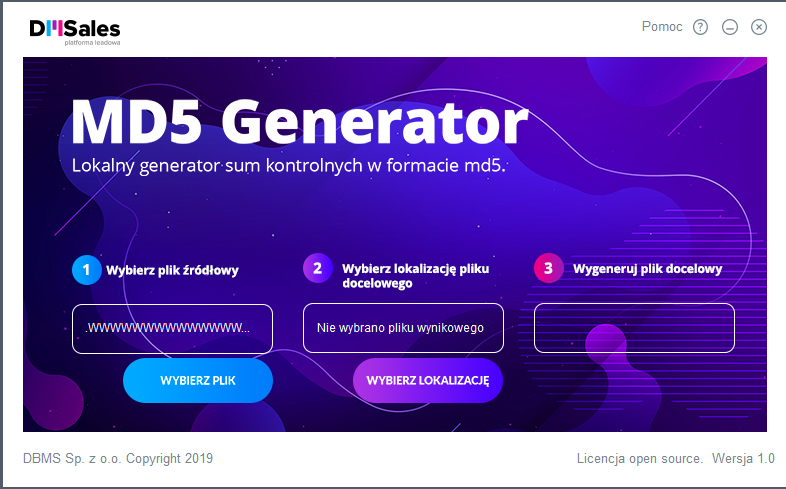 DMSales
platforma leadowa
Pomoc ?
MD5 Generator
Lokalny generator sum kontrolnych w formacie md5.
1 Wybierz plik źródłowy
2 Wybierz lokalizację pliku
docelowego
3 Wygeneruj plik docelowy
.WWWWWWWWWWWWWWWW...
Nie wybrano pliku wynikowego
WYBIERZ PLIK
WYBIERZ LOKALIZACJĘ
DBMS Sp. z o.o. Copyright 2019
Licencja open source. Wersja 1.0